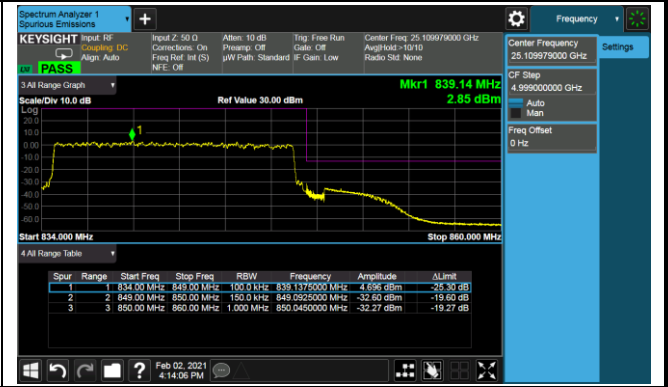 Spectrum Analyzer 1
Spurious Emissions
Frequency
KEYSIGHT Input: RF
Coupling: DC
Align: Auto
Input Z: 50 Ω
Corrections: On
Freq Ref: Int (S)
NFE: Off
Atten: 10 dB
Preamp: Off
µW Path: Standard
Trig: Free Run
Gate: Off
IF Gain: Low
Center Freq: 25.109979000 GHz
Avg|Hold:>10/10
Radio Std: None
PASS
Center Frequency
25.109979000 GHz
Settings
CF Step
4.999000000 GHz
Auto
Man
Freq Offset
0 Hz
3 All Range Graph
Mkr1 839.14 MHz
Scale/Div 10.0 dB
Ref Value 30.00 dBm
2.85 dBm
Log
20.0
10.0
0.00
-10.0
-20.0
-30.0
-40.0
-50.0
-60.0
1
Start 834.000 MHz
Stop 860.000 MHz
4 All Range Table
Spur Range Start Freq Stop Freq RBW Frequency Amplitude ΔLimit
1 1 834.00 MHz 849.00 MHz 100.0 kHz 839.1375000 MHz 4.696 dBm -25.30 dB
2 2 849.00 MHz 850.00 MHz 150.0 kHz 849.0925000 MHz -32.60 dBm -19.60 dB
3 3 850.00 MHz 860.00 MHz 1.000 MHz 850.0450000 MHz -32.27 dBm -19.27 dB
Feb 02, 2021
4:14:06 PM